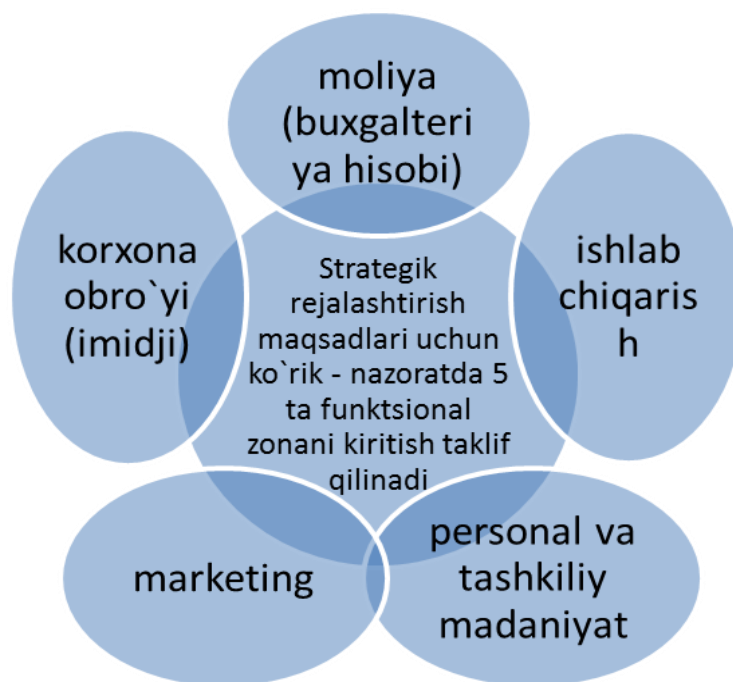 moliya
(buxgalteri
ya hisobi)
korxona
obro`yi
(imidji)
ishlab
chiqaris
h
Strategik
rejalashtirish
maqsadlari uchun
ko`rik - nazoratda 5
ta funktsional
zonani kiritish taklif
qilinadi
marketing
personal va
tashkiliy
madaniyat